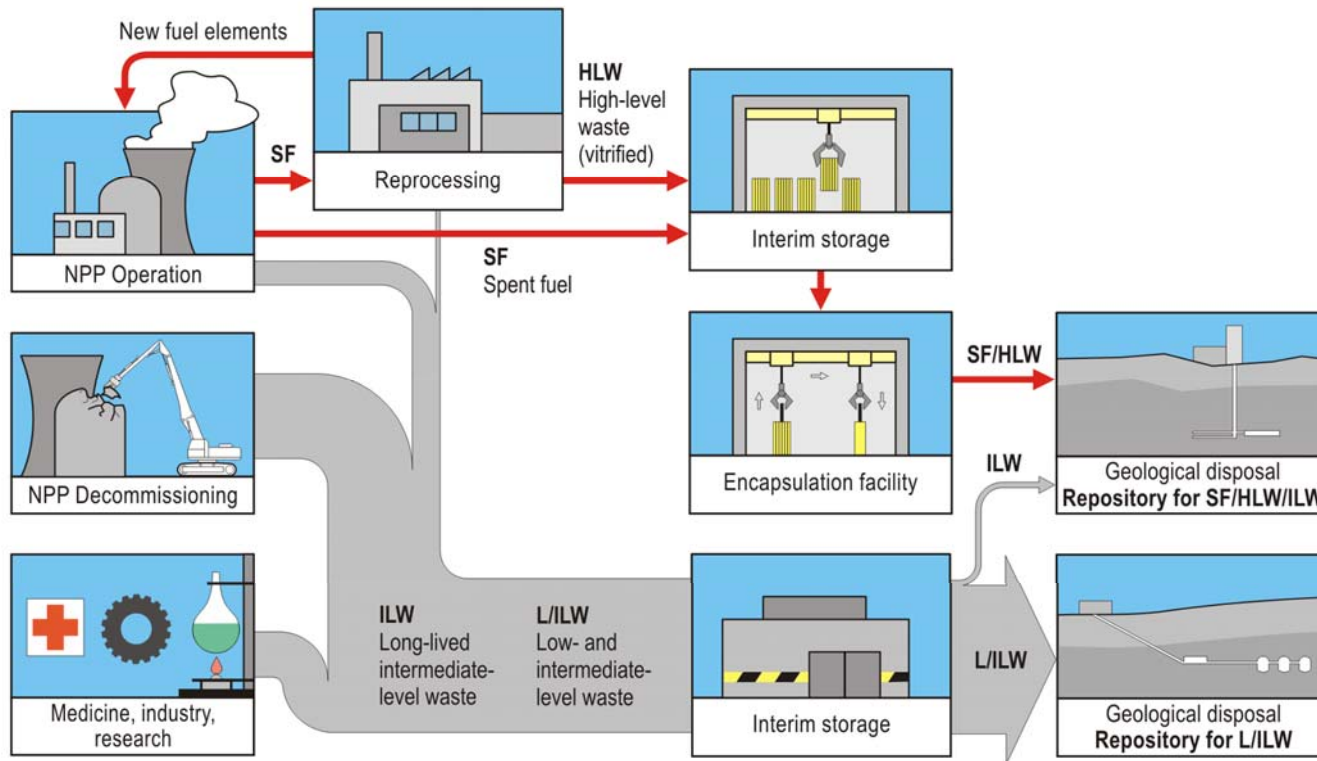 New fuel elements
SF
Reprocessing
HLW
High-level
waste
(vitrified)
NPP Operation
SF
Spent fuel
Interim storage
NPP Decommissioning
Encapsulation facility
SF/HLW
Geological disposal
Repository for SF/HLW/ILW
ILW
Medicine, industry,
research
ILW
Long-lived
intermediate-
level waste
L/ILW
Low- and
intermediate-
level waste
Interim storage
L/ILW
Geological disposal
Repository for L/ILW